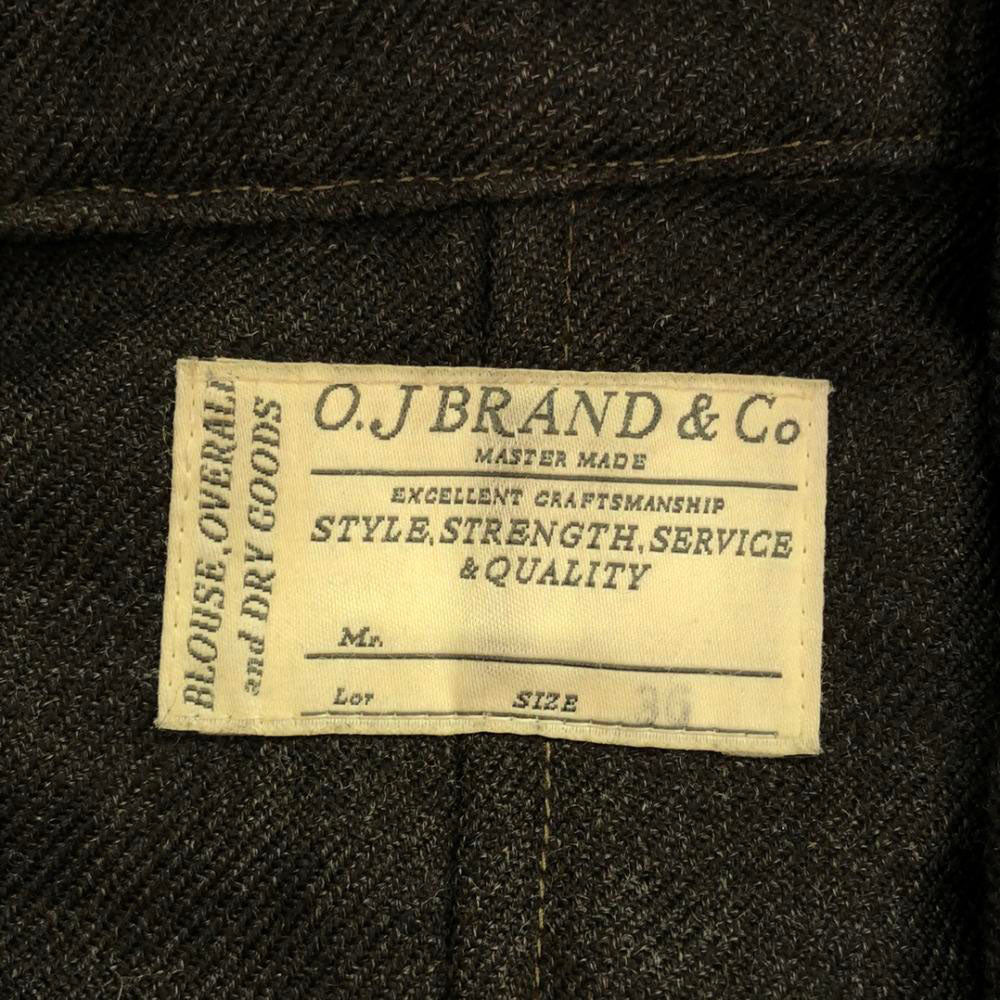 BLOUSE, OVERALL
and DRY GOODS
O.J BRAND & Co
MASTER MADE
EXCELLENT CRAFTSMANSHIP
STYLE, STRENGTH, SERVICE
& QUALITY
Mr.
Lot SIZE